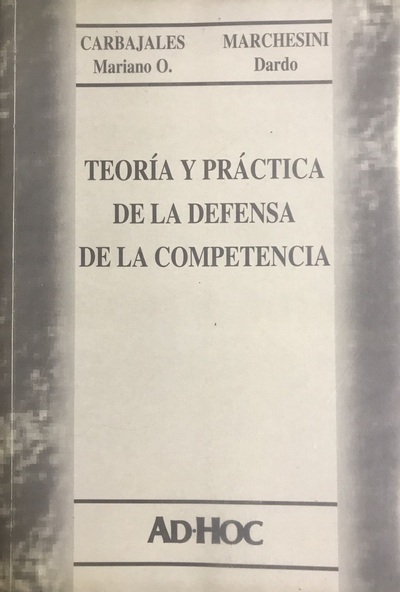 CARBAJALES MARCHESINI
Mariano O. Dardo
TEORÍA Y PRÁCTICA
DE LA DEFENSA
DE LA COMPETENCIA
AD·HOC